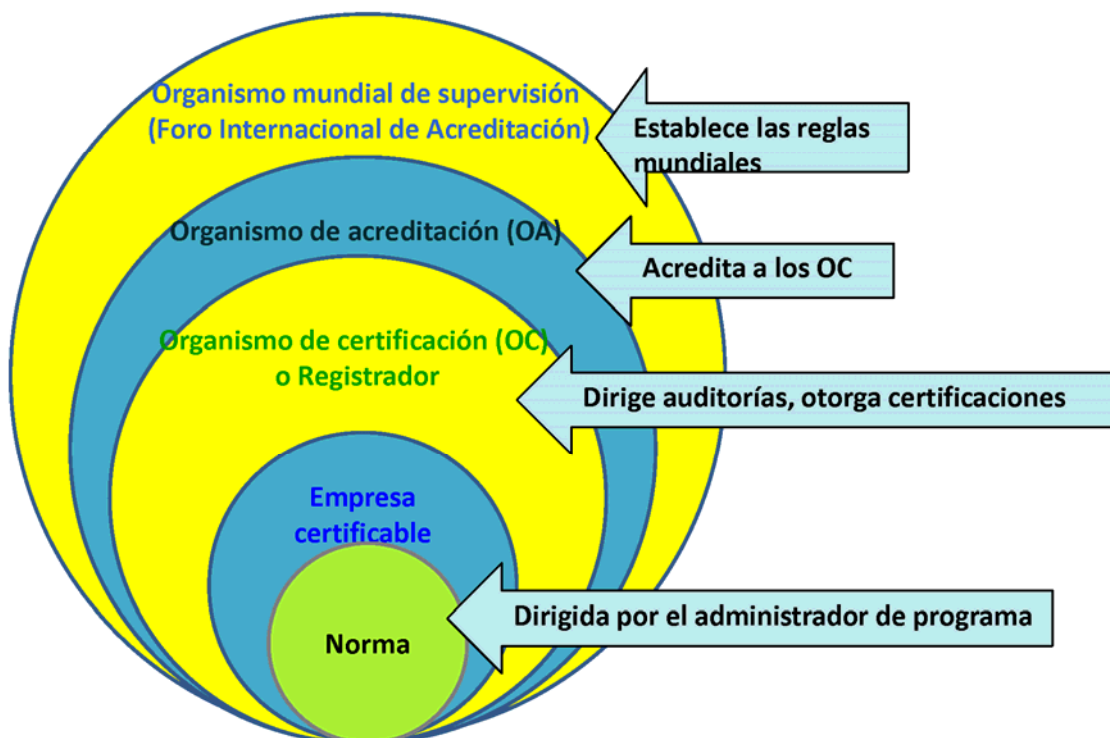 Organismo mundial de supervisión
(Foro Internacional de Acreditación)
Establece las reglas
mundiales
Organismo de acreditación (OA)
Acredita a los OC
Organismo de certificación (OC)
o Registrador
Dirige auditorías, otorga certificaciones
Empresa
certificable
Dirigida por el administrador de programa
Norma